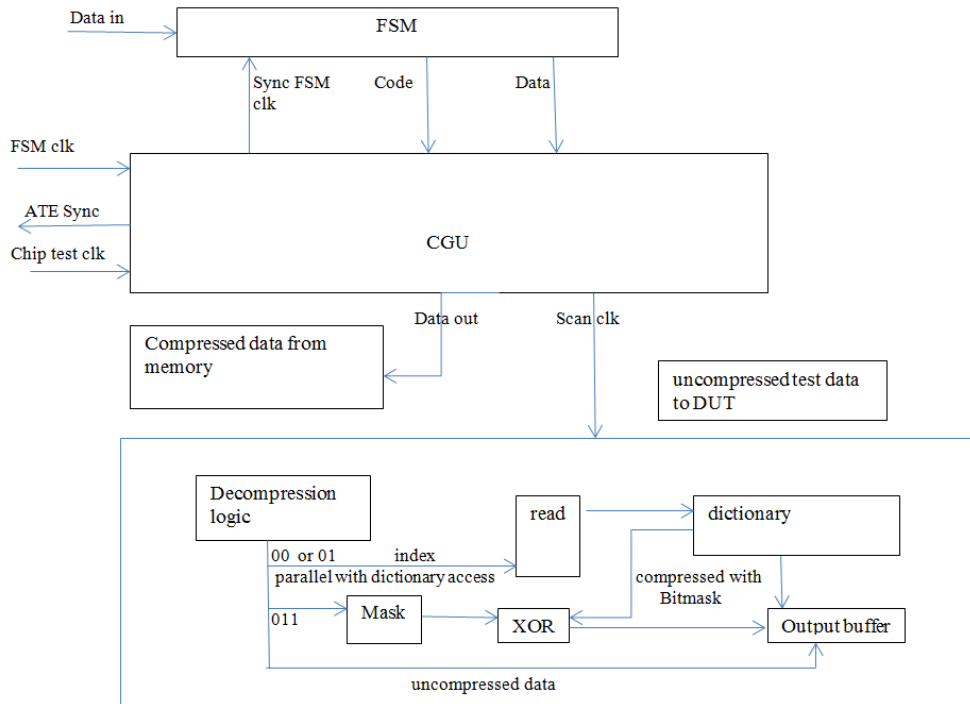 Data in
FSM
Sync FSM
clk
Code
Data
FSM clk
ATE Sync
Chip test clk
CGU
Data out
Scan clk
Compressed data from
memory
uncompressed test data
to DUT
Decompression
logic
read
dictionary
00 or 01 index
parallel with dictionary access
compressed with
Bitmask
011
Mask
XOR
Output buffer
uncompressed data